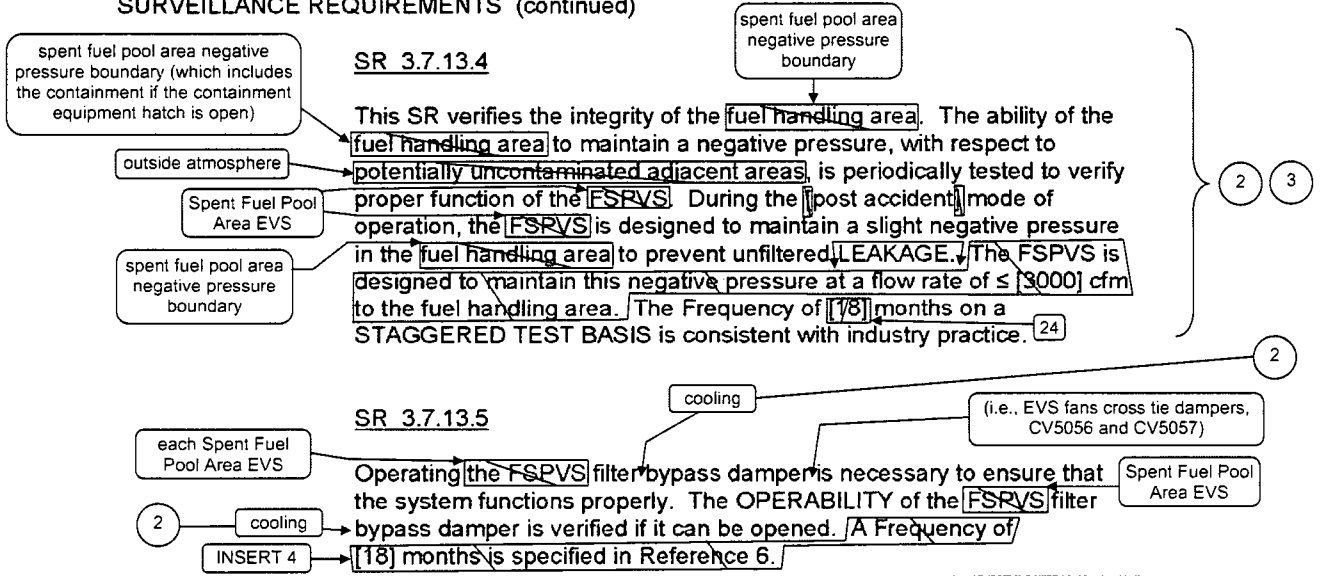 SURVEILLANCE REQUIREMENTS (continued)
spent fuel pool area
negative pressure
boundary
spent fuel pool area negative
pressure boundary (which includes
the containment if the containment
equipment hatch is open)
SR 3.7.13.4
This SR verifies the integrity of the fuel handling area. The ability of the
fuel handling area to maintain a negative pressure, with respect to
outside atmosphere
potentially uncontaminated adjacent areas, is periodically tested to verify
Spent Fuel Pool
Area EVS
proper function of the FSPVS. During the [post accident] mode of
operation, the FSPVS is designed to maintain a slight negative pressure
spent fuel pool area
negative pressure
boundary
in the fuel handling area to prevent unfiltered LEAKAGE. The FSPVS is
designed to maintain this negative pressure at a flow rate of ≤ [3000] cfm
to the fuel handling area. The Frequency of [18] months on a
STAGGERED TEST BASIS is consistent with industry practice.
24
2
3
2
cooling
(i.e., EVS fans cross tie dampers,
CV5056 and CV5057)
SR 3.7.13.5
each Spent Fuel
Pool Area EVS
Operating the FSPVS filter bypass damper is necessary to ensure that
the system functions properly. The OPERABILITY of the FSPVS filter
Spent Fuel Pool
Area EVS
2
cooling
bypass damper is verified if it can be opened. A Frequency of
INSERT 4
[18] months is specified in Reference 6.